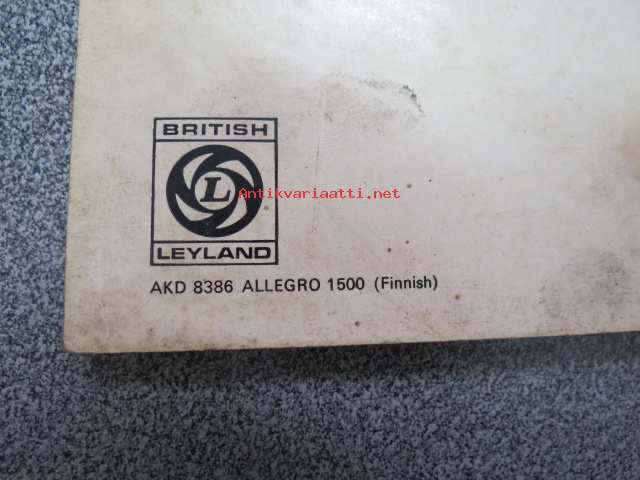 BRITISH
L
Antikvariaatti.net
LEYLAND
AKD 8386 ALLEGRO 1500 (Finnish)